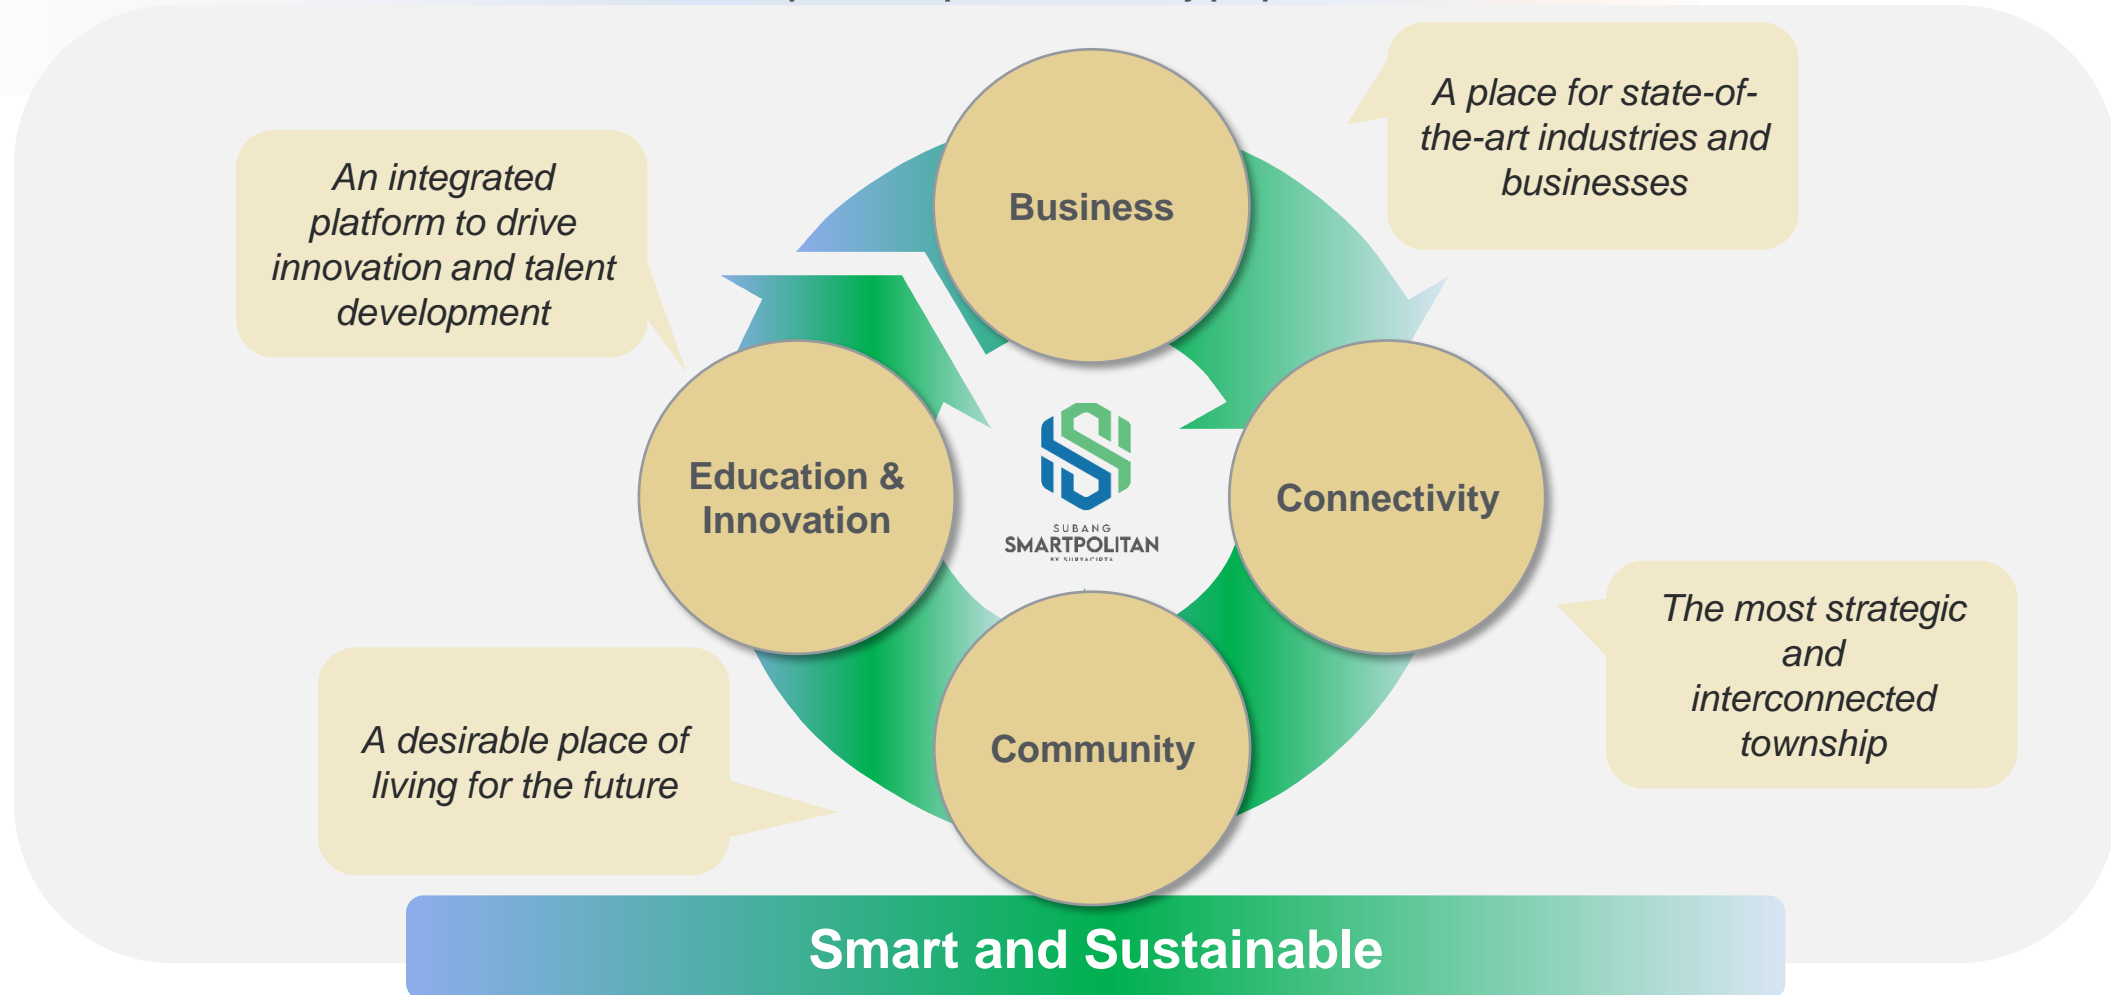 A place for state-of-
the-art industries and
businesses
An integrated
platform to drive
innovation and talent
development
Business
Education &
Innovation
Connectivity
SUBANG
SMARTPOLITAN
BY SURYACIPTA
The most strategic
and
interconnected
township
A desirable place of
living for the future
Community
Smart and Sustainable